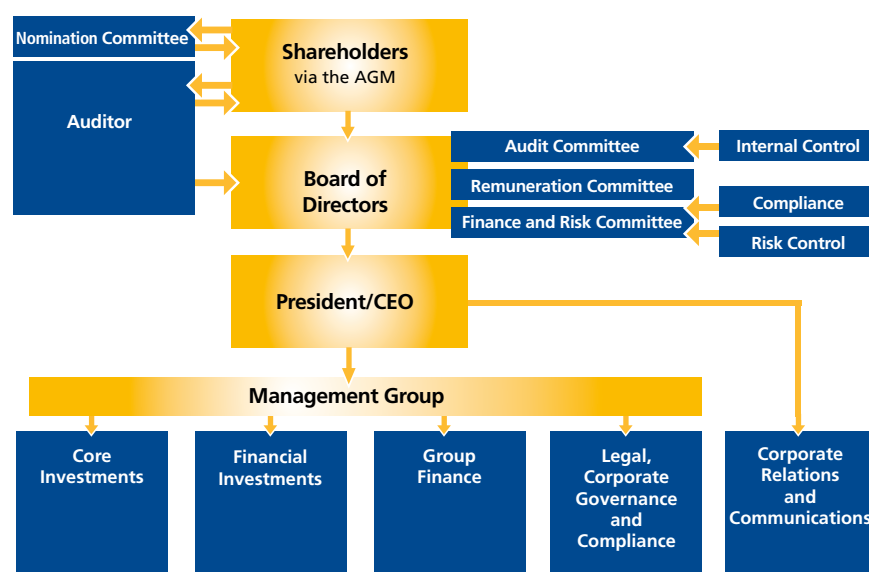 Nomination Committee
Shareholders
via the AGM
Auditor
Board of
Directors
Audit Committee
Internal Control
Remuneration Committee
Finance and Risk Committee
Compliance
Risk Control
President/CEO
Management Group
Core
Investments
Financial
Investments
Group
Finance
Legal,
Corporate
Governance
and
Compliance
Corporate
Relations
and
Communications